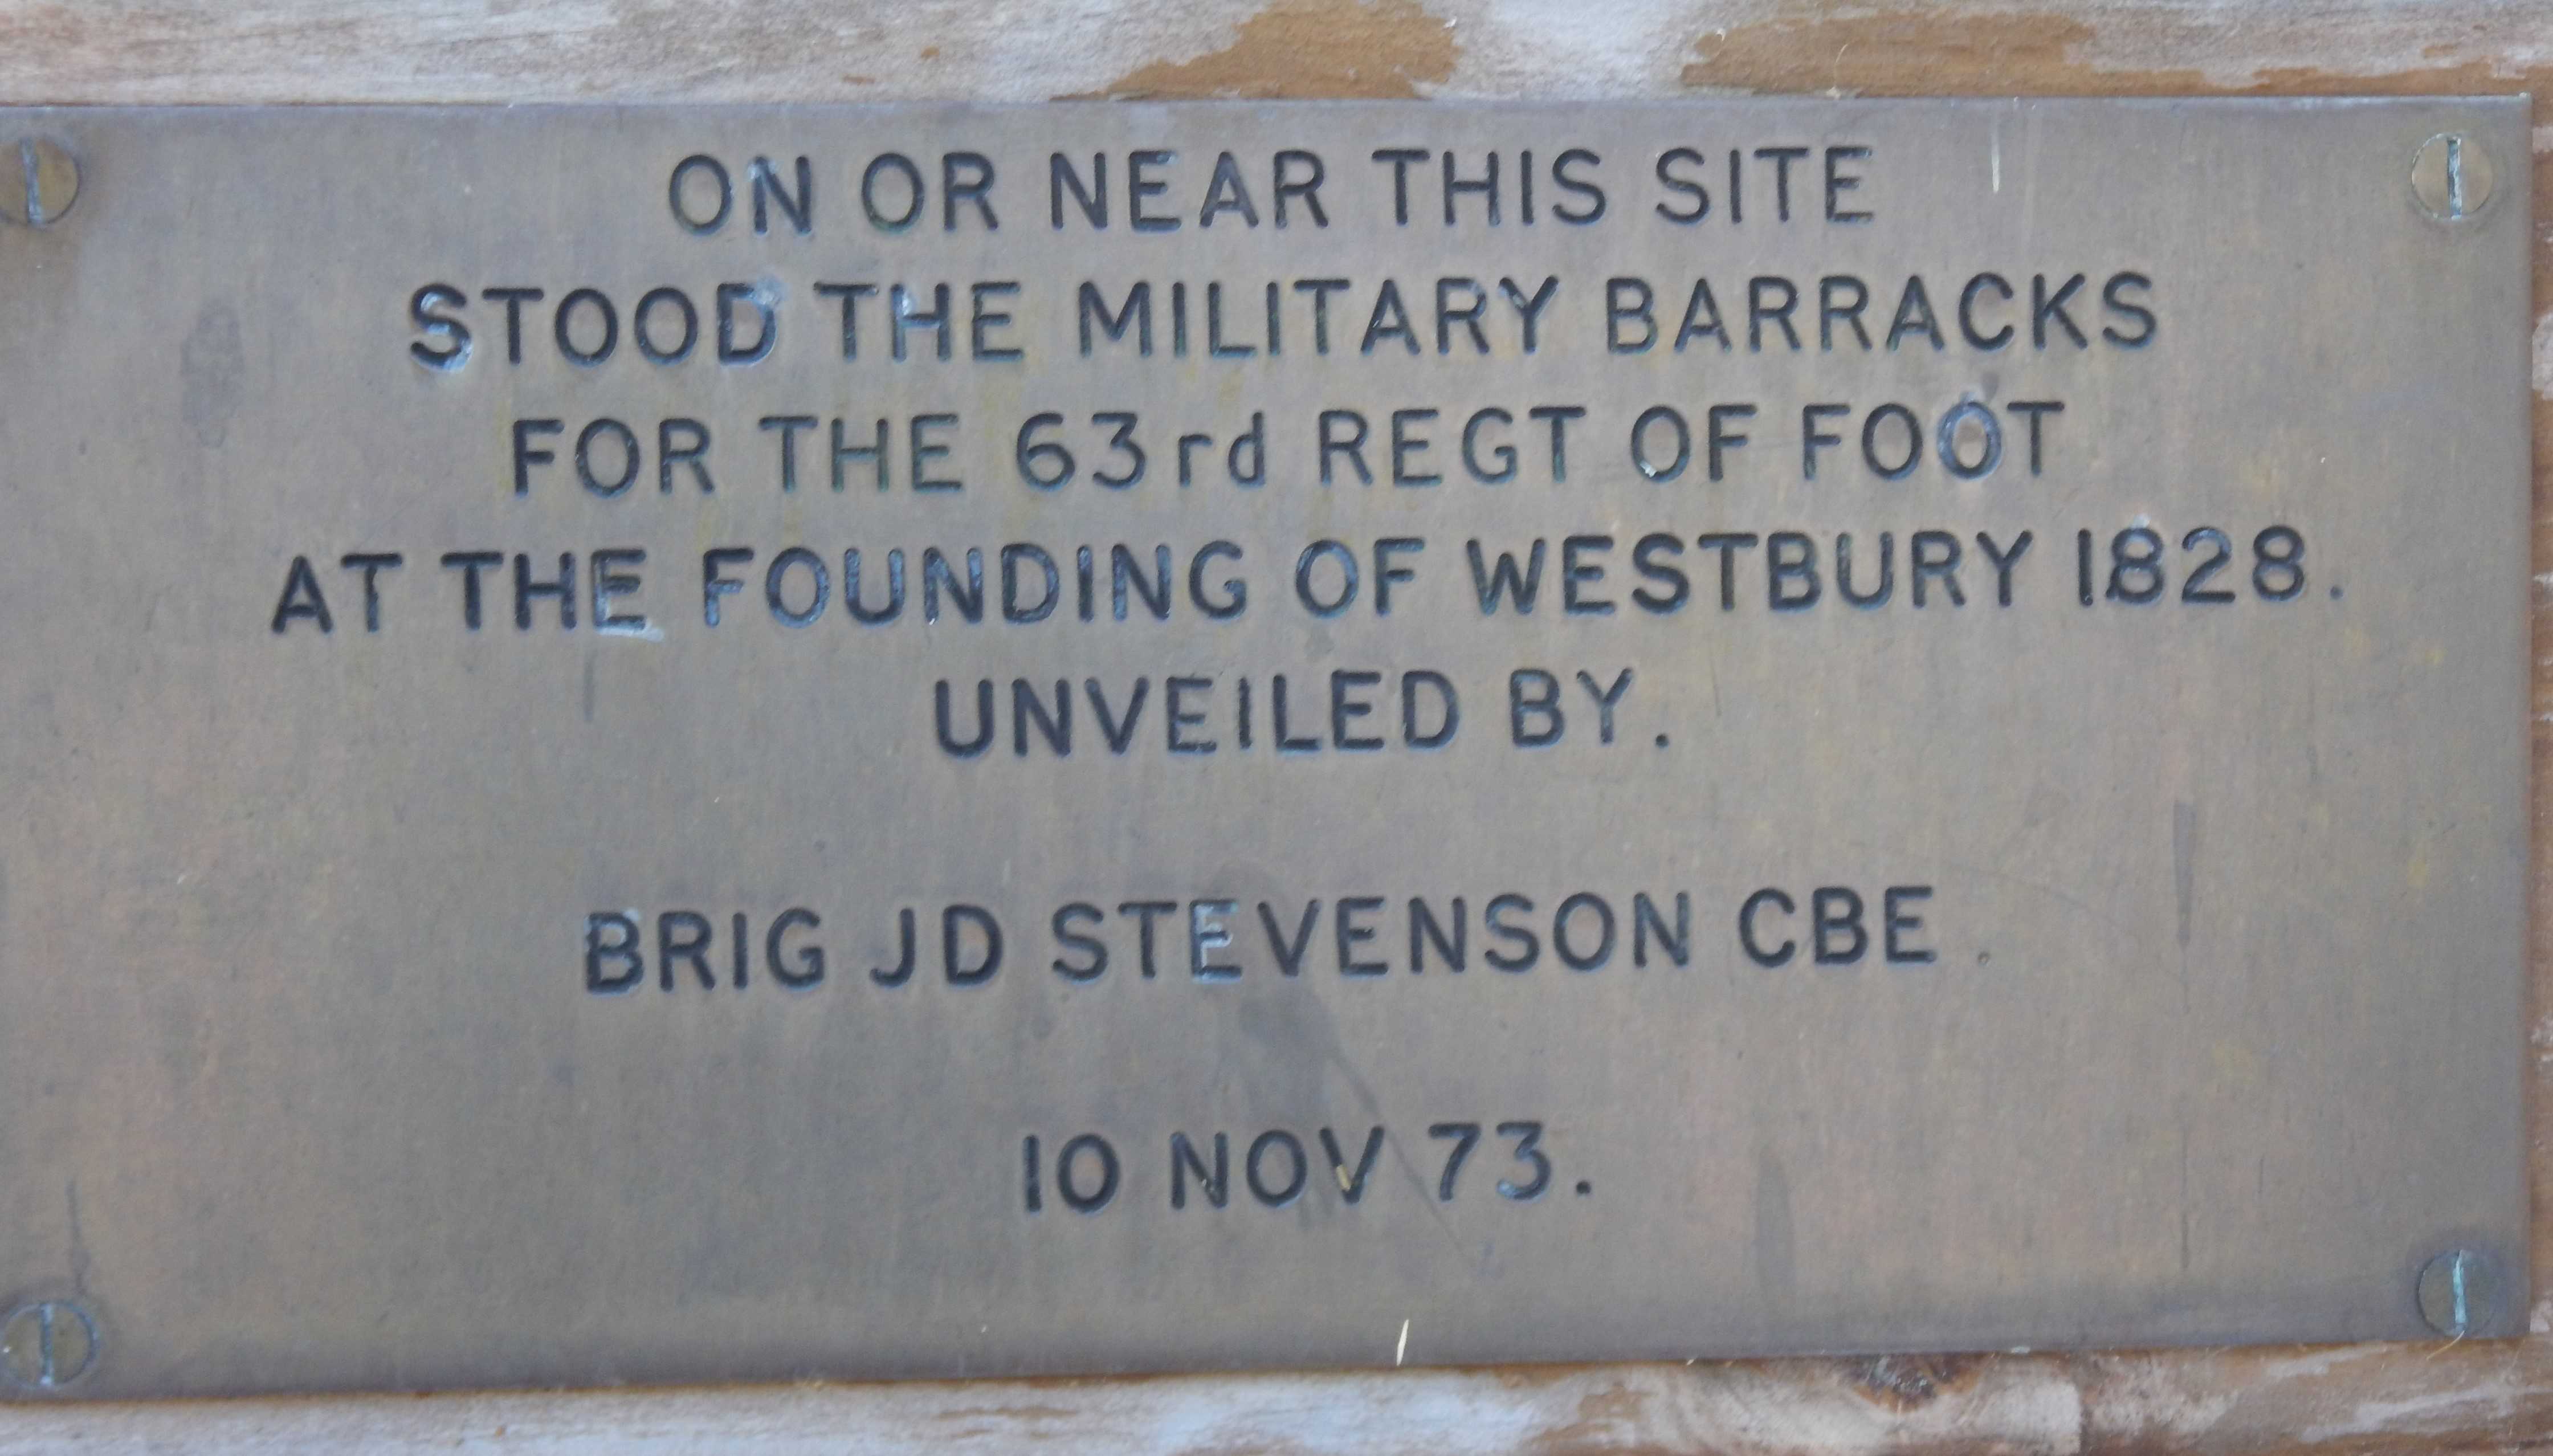 ON OR NEAR THIS SITE
STOOD THE MILITARY BARRACKS
FOR THE 63rd REGT OF FOOT
AT THE FOUNDING OF WESTBURY 1828.
UNVEILED BY.
BRIG JD STEVENSON CBE.
10 NOV 73.